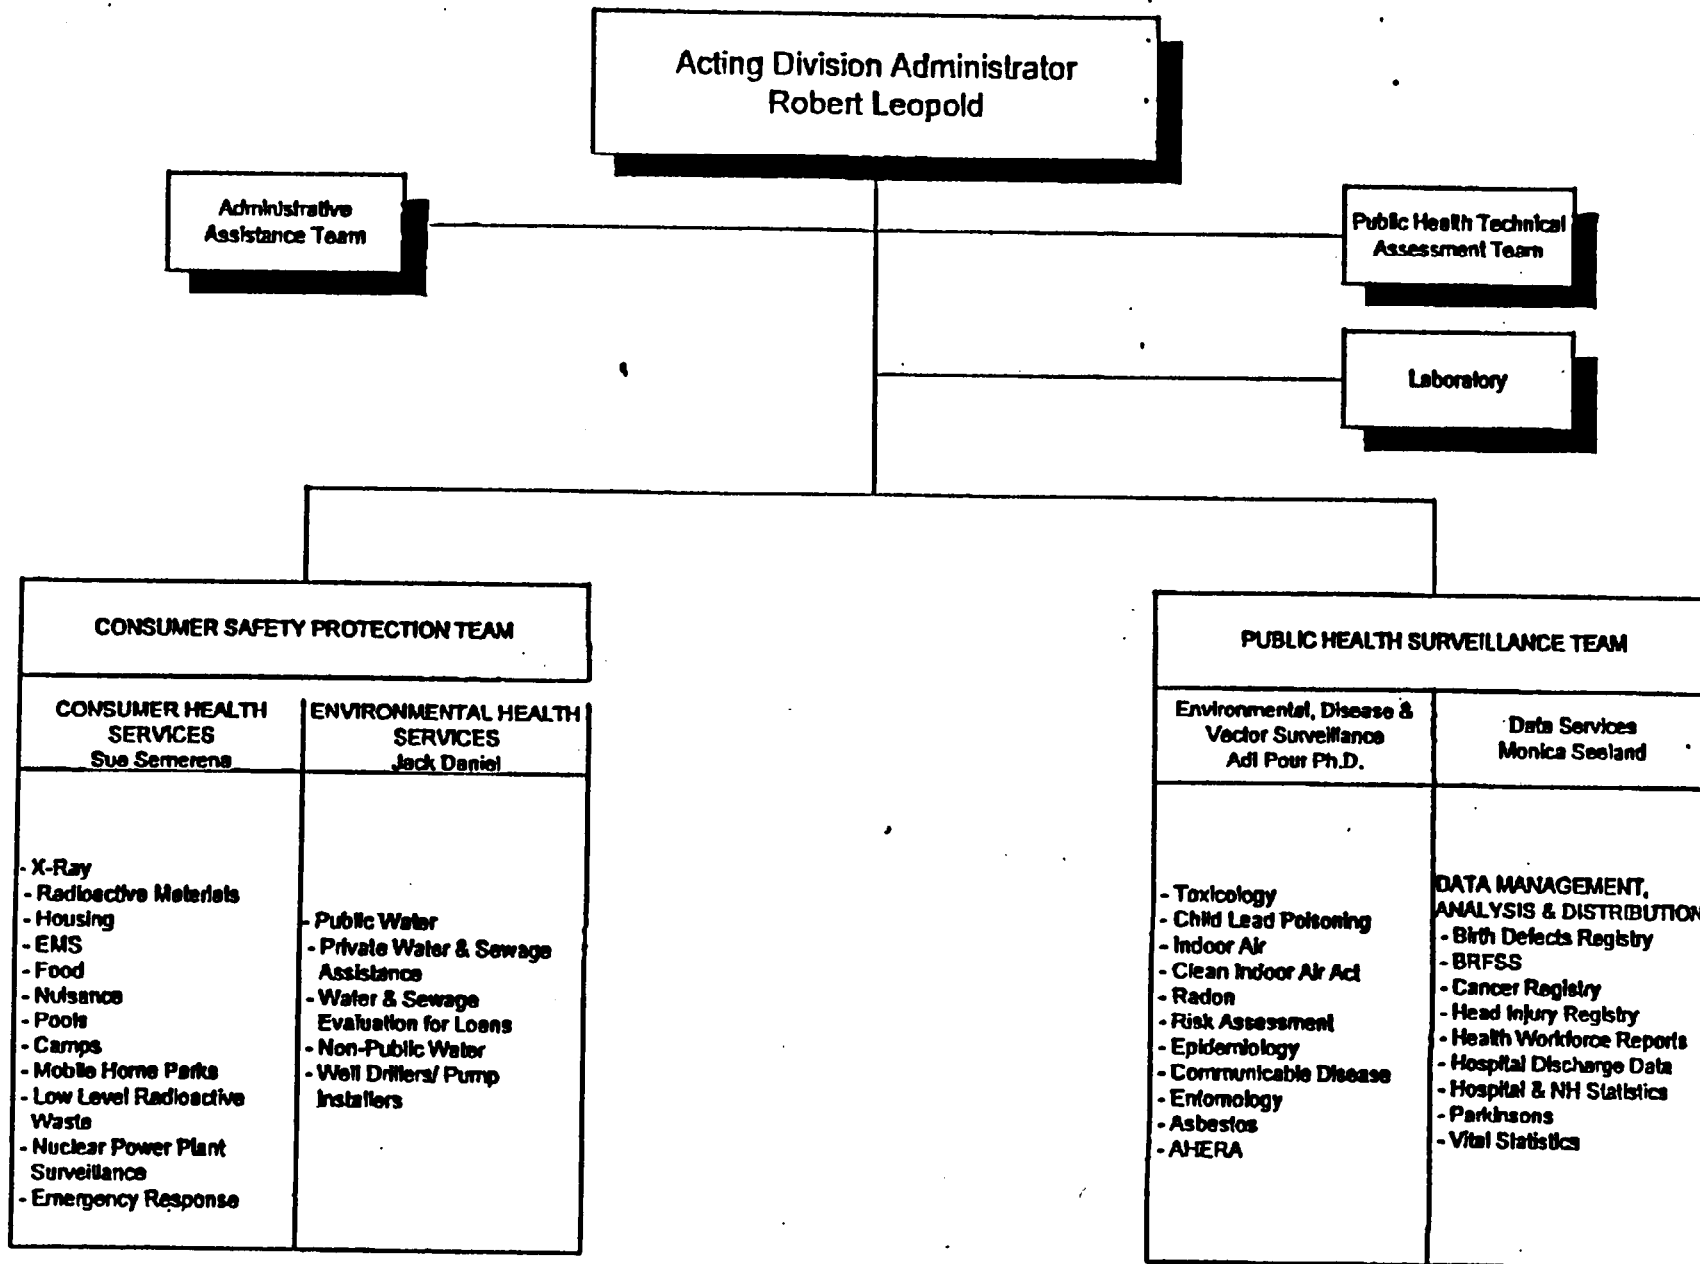 Acting Division Administrator
Robert Leopold
Administrative
Assistance Team
Public Health Technical
Assessment Team
Laboratory
CONSUMER SAFETY PROTECTION TEAM
CONSUMER HEALTH
SERVICES
Sue Semerena
ENVIRONMENTAL HEALTH
SERVICES
Jack Daniel
- X-Ray
- Radioactive Materials
- Housing
- EMS
- Food
- Nuisance
- Pools
- Camps
- Mobile Home Parks
- Low Level Radioactive
Waste
- Nuclear Power Plant
Surveillance
- Emergency Response
- Public Water
- Private Water & Sewage
Assistance
- Water & Sewage
Evaluation for Loans
- Non-Public Water
- Well Drillers/ Pump
Installers
PUBLIC HEALTH SURVEILLANCE TEAM
Environmental, Disease &
Vector Surveillance
Adi Pour Ph.D.
Data Services
Monica Seeland
- Toxicology
- Child Lead Poisoning
- Indoor Air
- Clean Indoor Air Act
- Radon
- Risk Assessment
- Epidemiology
- Communicable Disease
- Entomology
- Asbestos
- AHERA
DATA MANAGEMENT,
ANALYSIS & DISTRIBUTION
- Birth Defects Registry
- BRFSS
- Cancer Registry
- Head Injury Registry
- Health Workforce Reports
- Hospital Discharge Data
- Hospital & NH Statistics
- Parkinsons
- Vital Statistics